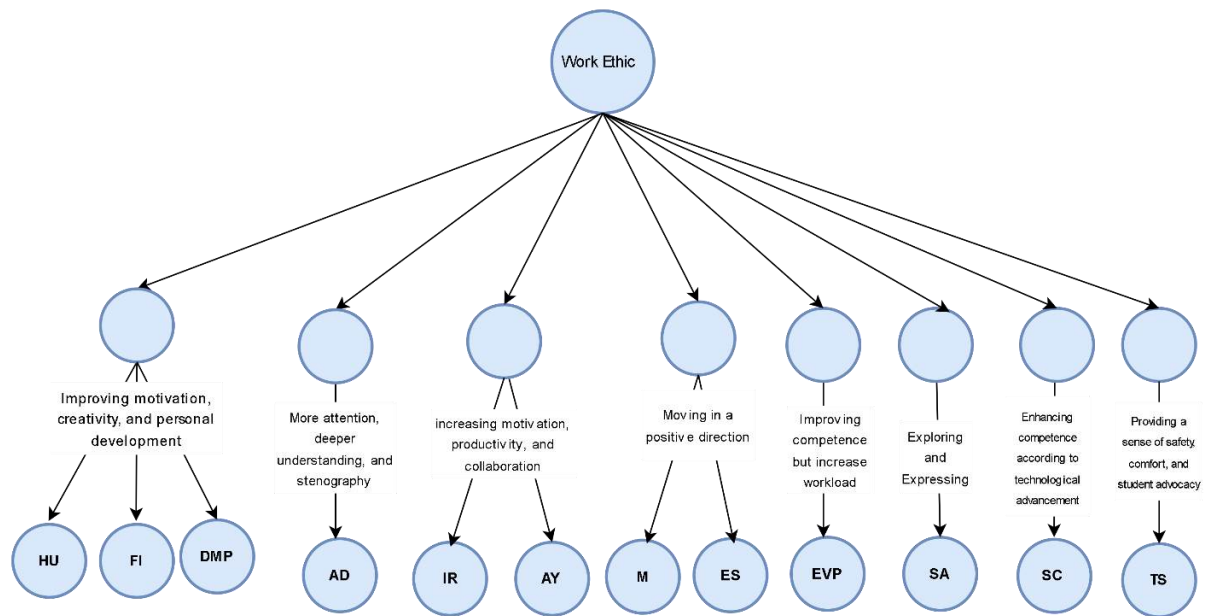 Work Ethic
Improving motivation,
creativity, and personal
development
More attention,
deeper
understanding, and
stenography
increasing motivation,
productivity, and
collaboration
Moving in a
positive direction
Improving
competence
but increase
workload
Exploring
and
Expressing
Enhancing
competence
according to
technological
advancement
Providing a
sense of safety,
comfort, and
student advocacy
HU
FI
DMP
AD
IR
AY
M
ES
EVP
SA
SC
TS